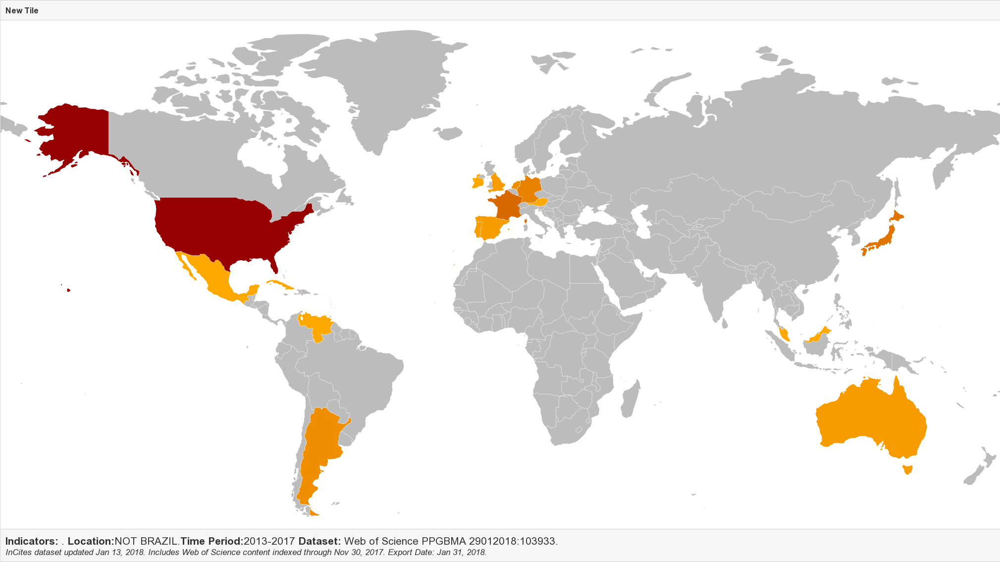 New Tile
Indicators: . Location:NOT BRAZIL.Time Period:2013-2017 Dataset: Web of Science PPGBMA 29012018:103933.
InCites dataset updated Jan 13, 2018. Includes Web of Science content indexed through Nov 30, 2017. Export Date: Jan 31, 2018.